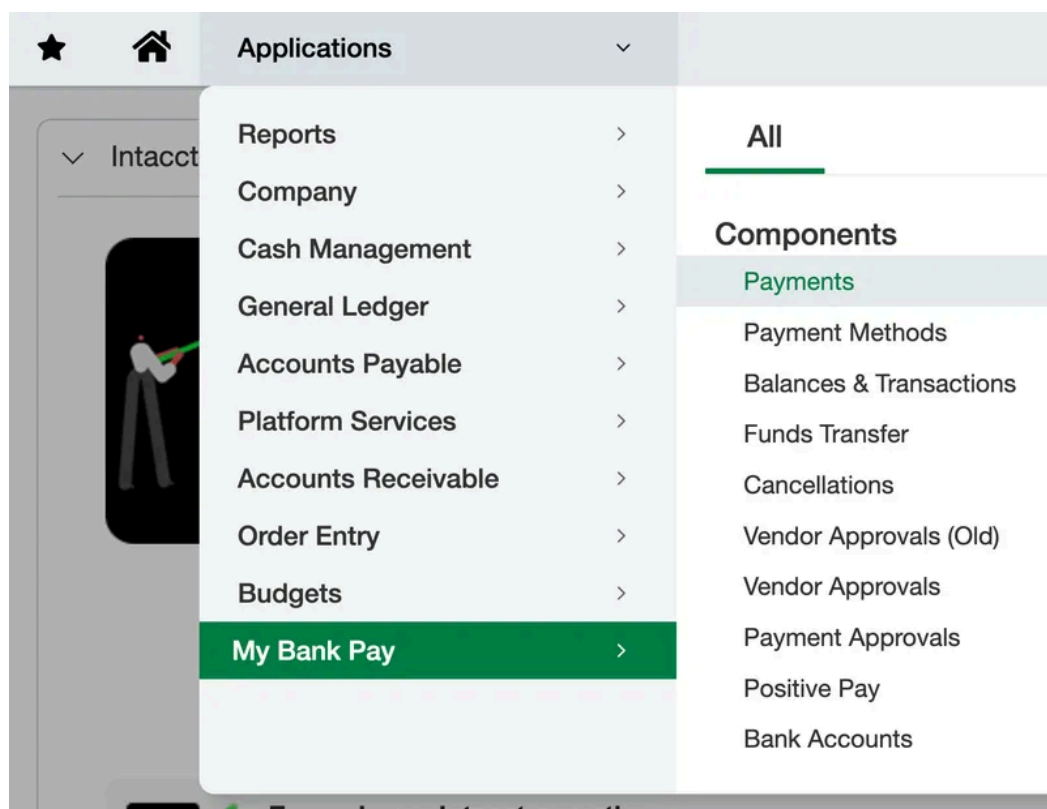 Applications
Intacct
Reports
Company
Cash Management
General Ledger
Accounts Payable
Platform Services
Accounts Receivable
Order Entry
Budgets
My Bank Pay
All
Components
Payments
Payment Methods
Balances & Transactions
Funds Transfer
Cancellations
Vendor Approvals (Old)
Vendor Approvals
Payment Approvals
Positive Pay
Bank Accounts